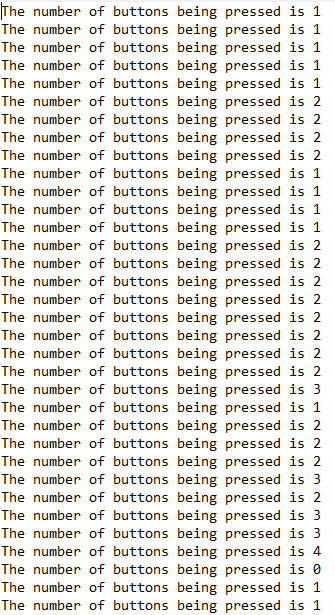 The number of buttons being pressed is 1
The number of buttons being pressed is 1
The number of buttons being pressed is 1
The number of buttons being pressed is 1
The number of buttons being pressed is 1
The number of buttons being pressed is 2
The number of buttons being pressed is 2
The number of buttons being pressed is 2
The number of buttons being pressed is 2
The number of buttons being pressed is 1
The number of buttons being pressed is 1
The number of buttons being pressed is 1
The number of buttons being pressed is 1
The number of buttons being pressed is 2
The number of buttons being pressed is 2
The number of buttons being pressed is 2
The number of buttons being pressed is 2
The number of buttons being pressed is 2
The number of buttons being pressed is 2
The number of buttons being pressed is 2
The number of buttons being pressed is 2
The number of buttons being pressed is 3
The number of buttons being pressed is 1
The number of buttons being pressed is 2
The number of buttons being pressed is 2
The number of buttons being pressed is 2
The number of buttons being pressed is 3
The number of buttons being pressed is 2
The number of buttons being pressed is 3
The number of buttons being pressed is 3
The number of buttons being pressed is 4
The number of buttons being pressed is 0
The number of buttons being pressed is 1
The number of buttons being pressed is 1